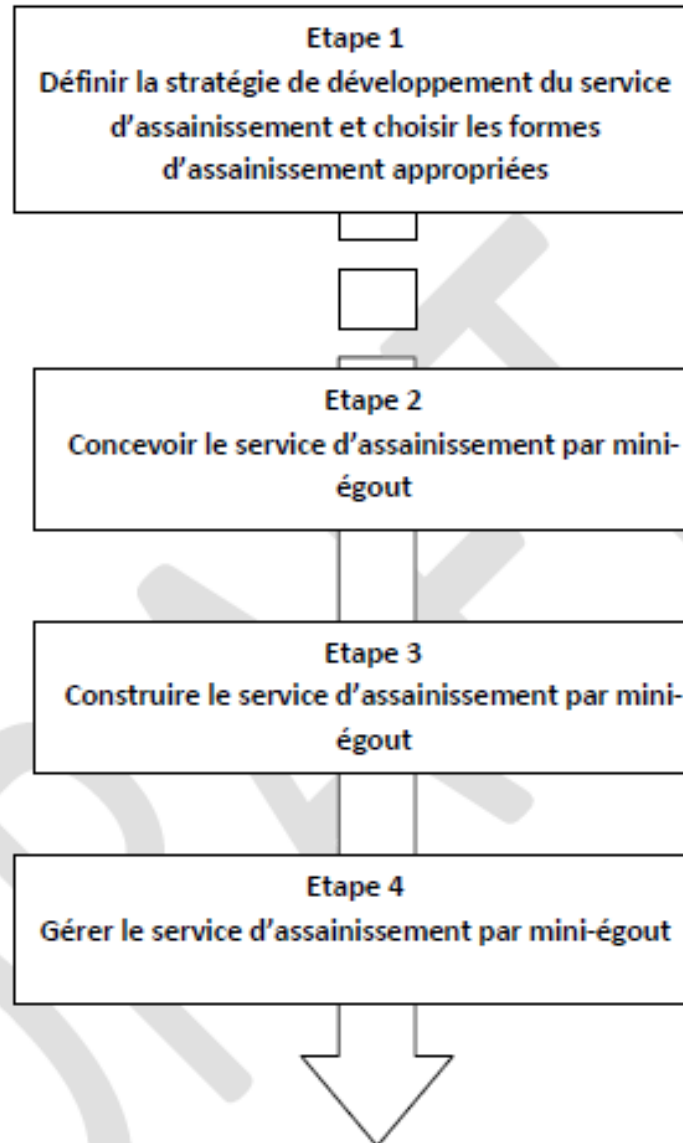 Etape 1
Définir la stratégie de développement du service
d’assainissement et choisir les formes
d’assainissement appropriées
Etape 2
Concevoir le service d’assainissement par mini-
égout
Etape 3
Construire le service d’assainissement par mini-
égout
Etape 4
Gérer le service d’assainissement par mini-égout